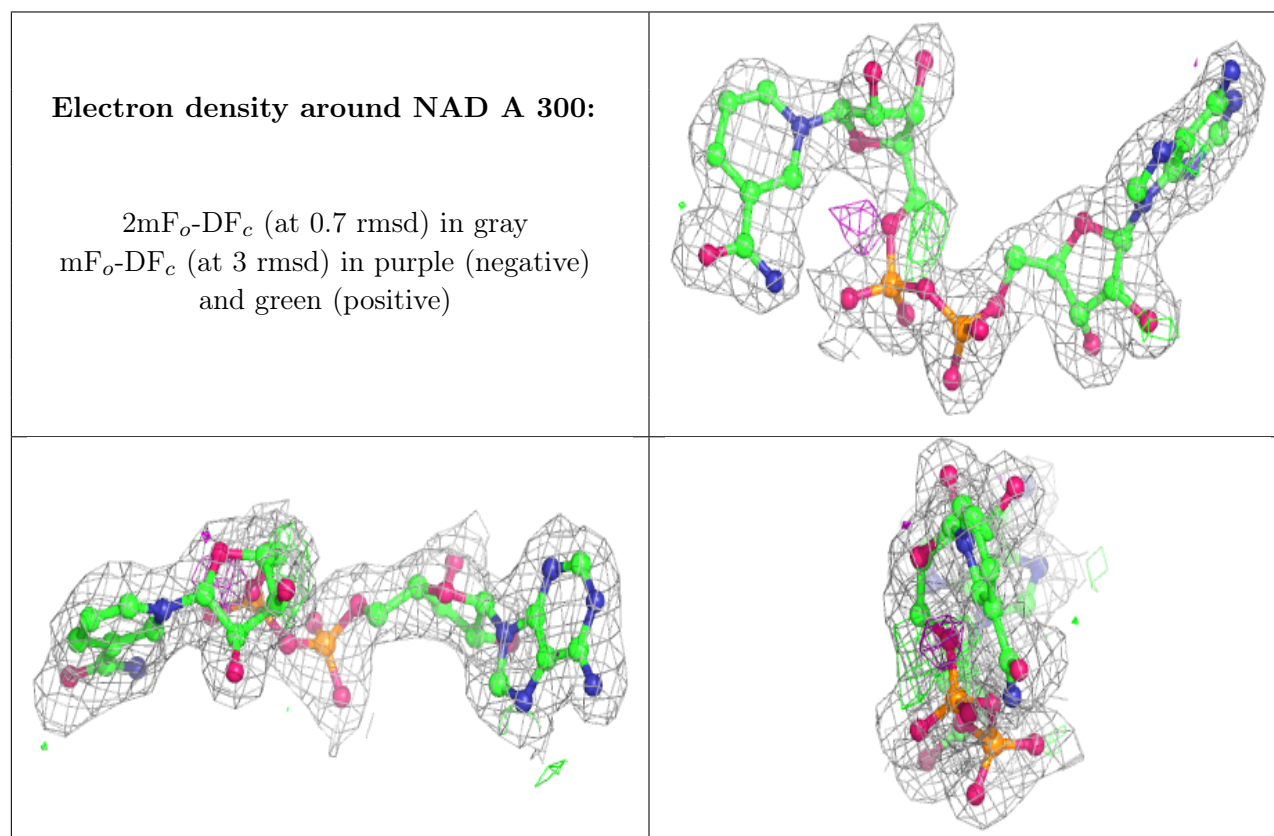 Electron density around NAD A 300:
2mFo-DFc (at 0.7 rmsd) in gray
mFo-DFc (at 3 rmsd) in purple (negative)
and green (positive)